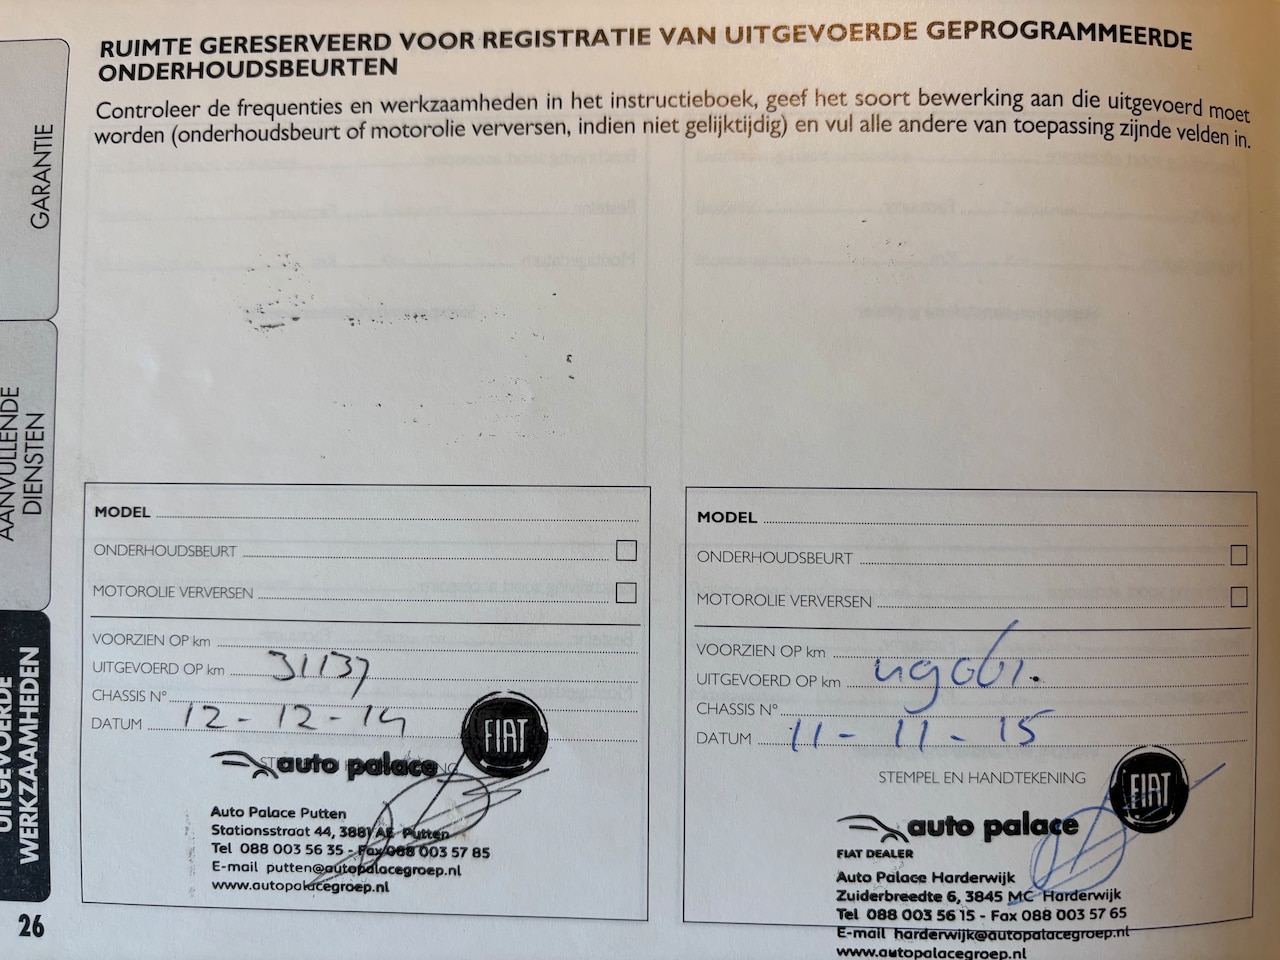 RUIMTE GERESERVEERD VOOR REGISTRATIE VAN UITGEVOERDE GEPROGRAMMEERDE
ONDERHOUDSBEURTEN
Controleer de frequenties en werkzaamheden in het instructieboek, geef het soort bewerking aan die uitgevoerd moet
worden (onderhoudsbeurt of motorolie verversen, indien niet gelijktijdig) en vul alle andere van toepassing zijnde velden in.
GARANTIE
AANVULLENDE
DIENSTEN
UITGEVOERDE
WERKZAAMHEDEN
26
MODEL
ONDERHOUDSBEURT
MOTOROLIE VERVERSEN
VOORZIEN OP km
UITGEVOERD OP km 31137
CHASSIS N°
DATUM 12-12-14
FIAT
auto palace
Auto Palace Putten
Stationsstraat 44, 3881 AE Putten
Tel 088 003 56 35 - Fax 088 003 57 85
E-mail putten@autopalacegroep.nl
www.autopalacegroep.nl
MODEL
ONDERHOUDSBEURT
MOTOROLIE VERVERSEN
VOORZIEN OP km
UITGEVOERD OP km
CHASSIS N°
DATUM 11-11-15
STEMPEL EN HANDTEKENING
FIAT
auto palace
FIAT DEALER
Auto Palace Harderwijk
Zuiderbreedte 6, 3845 MC Harderwijk
Tel 088 003 56 15 - Fax 088 003 57 65
E-mail harderwijk@autopalacegroep.nl
www.autopalacegroep.nl